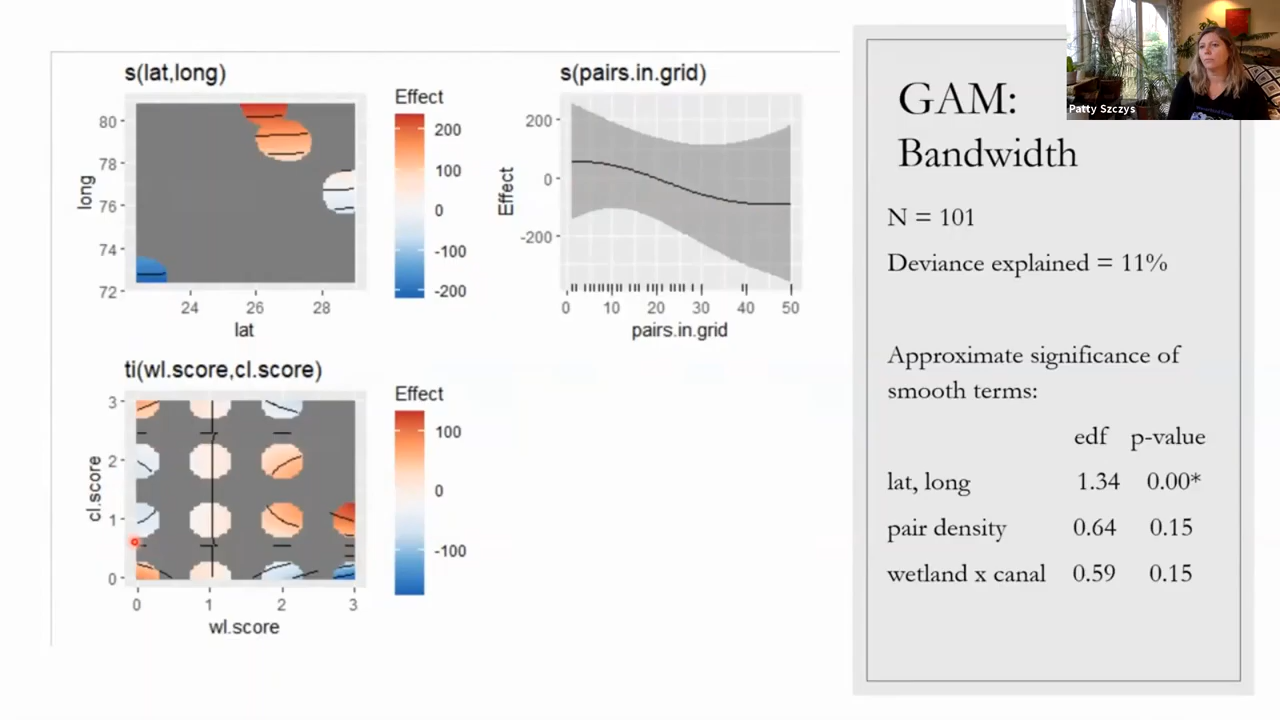 s(lat,long)
Effect
80
78
76
74
72
long
24
26
28
lat
200
100
0
-100
-200
s(pairs.in.grid)
200
0
-200
Effect
0
10
20
30
40
50
pairs.in.grid
ti(wl.score,cl.score)
Effect
3
2
1
0
cl.score
0
1
2
3
wl.score
100
0
-100
GAM:
Bandwidth
N = 101
Deviance explained = 11%
Approximate significance of
smooth terms:
edf p-value
lat, long 1.34 0.00*
pair density 0.64 0.15
wetland x canal 0.59 0.15
Patty Szczys